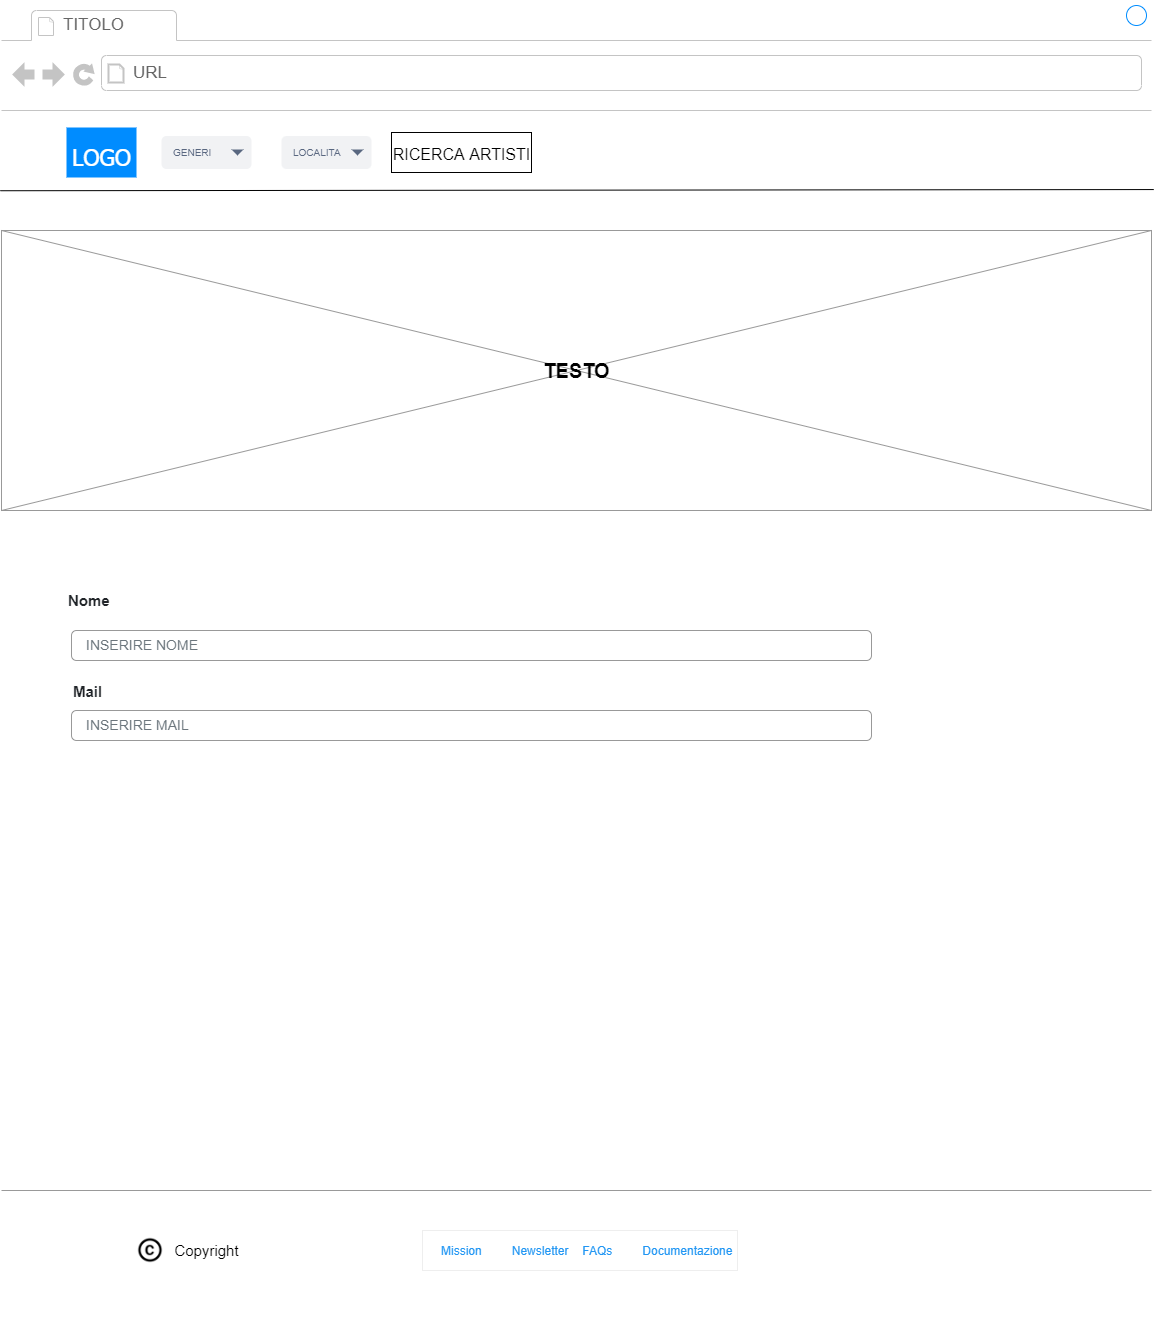 TITOLO
URL
LOGO
GENERI
LOCALITA
RICERCA ARTISTI
TESTO
Nome
INSERIRE NOME
Mail
INSERIRE MAIL
© Copyright
Mission Newsletter FAQs Documentazione